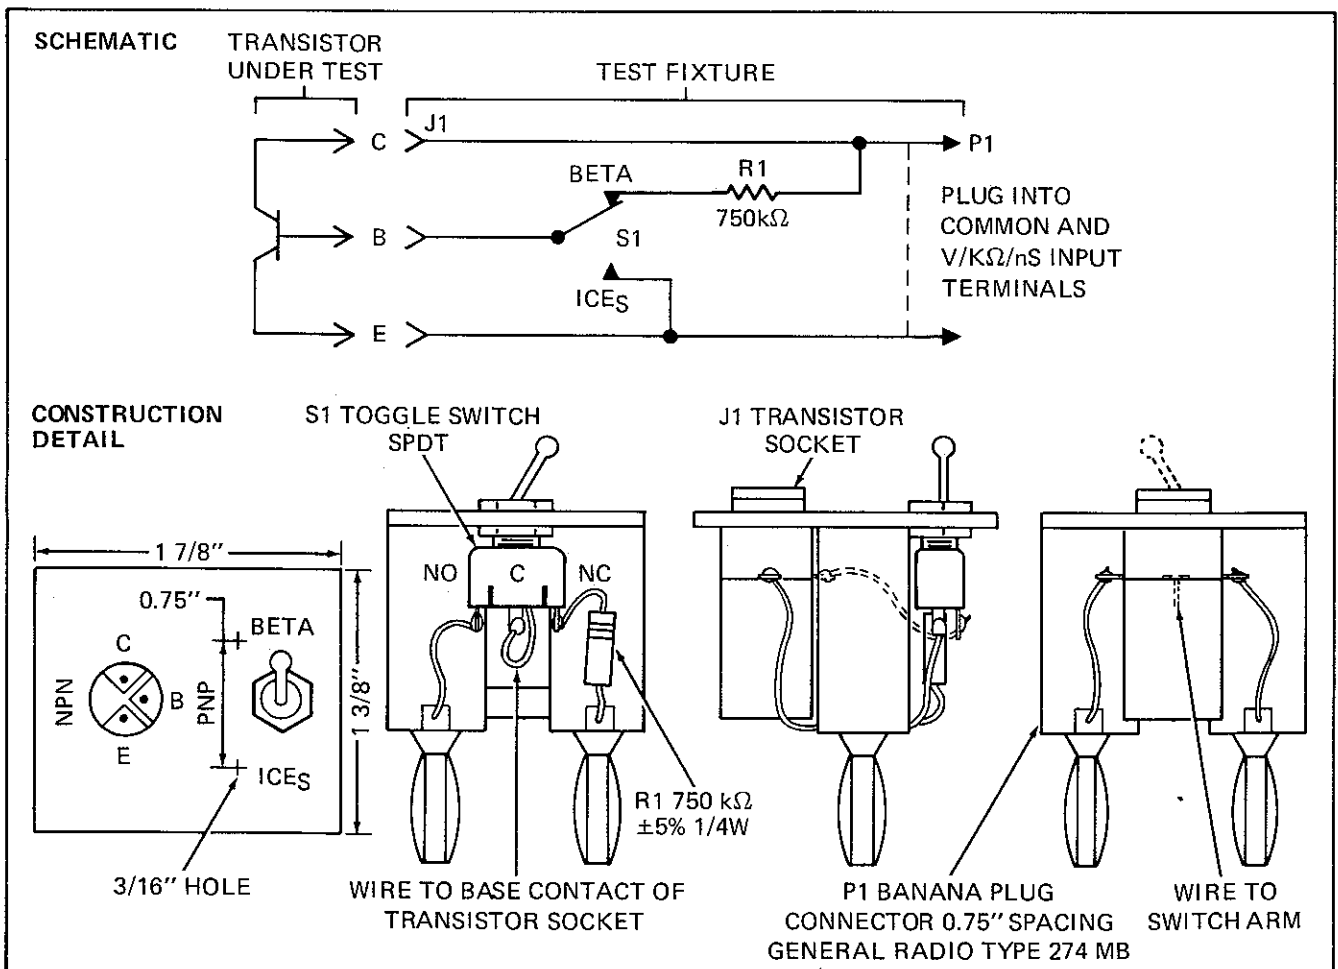 SCHEMATIC
TRANSISTOR
UNDER TEST
TEST FIXTURE
C
J1
P1
BETA
R1
750kΩ
B
S1
ICES
E
PLUG INTO
COMMON AND
V/KΩ/nS INPUT
TERMINALS
CONSTRUCTION
DETAIL
S1 TOGGLE SWITCH
SPDT
J1 TRANSISTOR
SOCKET
1 7/8"
0.75"
BETA
C
NPN
B
PNP
E
ICES
1 3/8"
3/16" HOLE
NO
C
NC
R1 750 kΩ
±5% 1/4W
WIRE TO BASE CONTACT OF
TRANSISTOR SOCKET
P1 BANANA PLUG
CONNECTOR 0.75" SPACING
GENERAL RADIO TYPE 274 MB
WIRE TO
SWITCH ARM